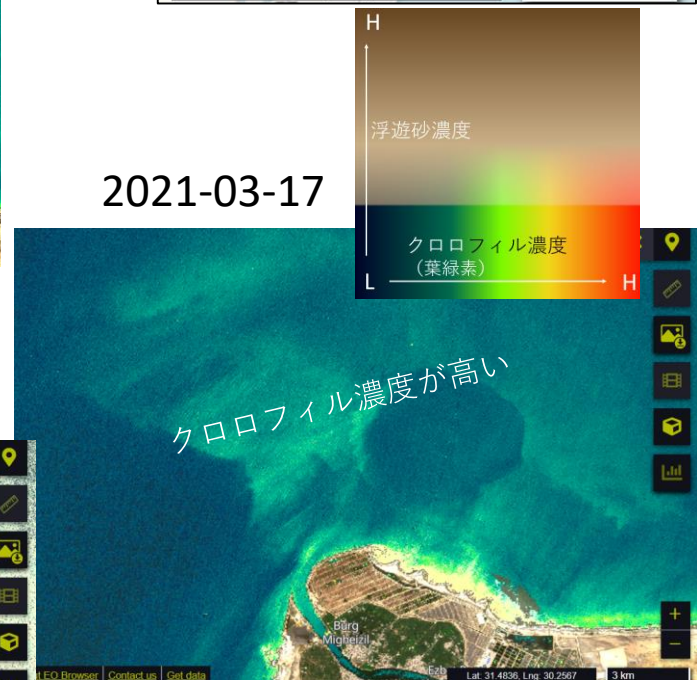 H
浮遊砂濃度
クロロフィル濃度
(葉緑素)
L
H
2021-03-17
クロロフィル濃度が高い
Burg
Migheizil
Ezb
t EO Browser
Contact us
Get data
Lat: 31.4836, Lng: 30.2567
3 km